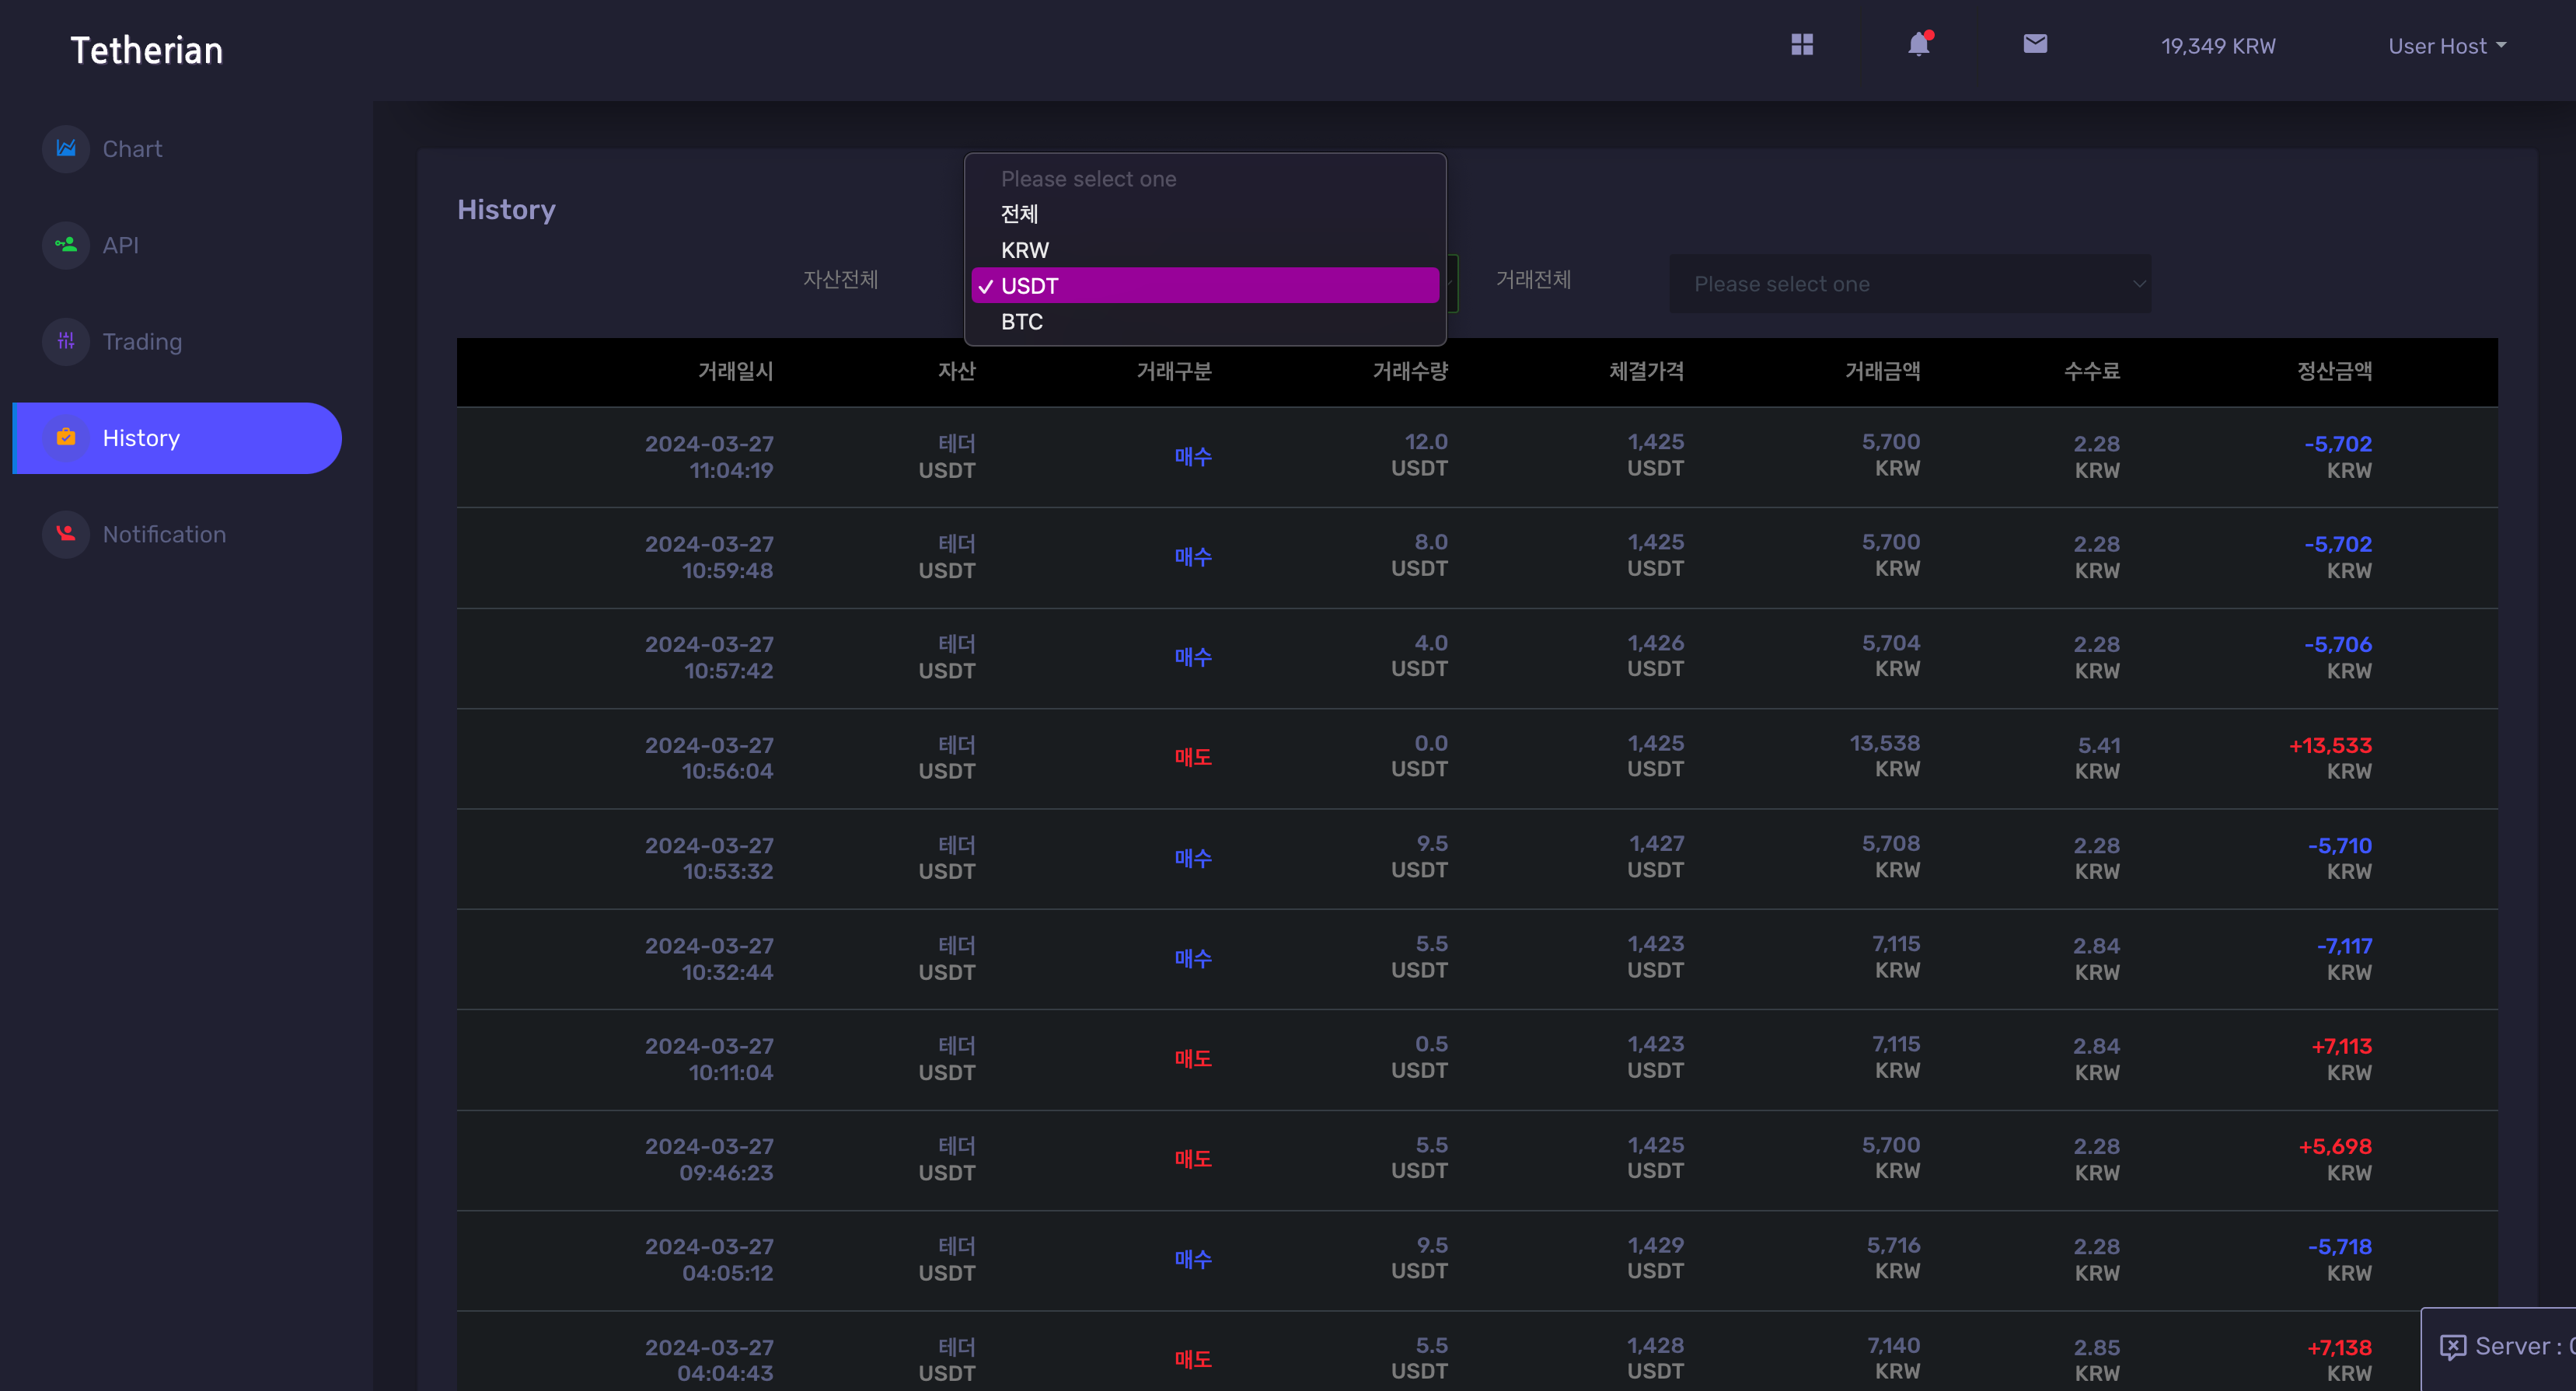 Tetherian
19,349 KRW
User Host
Chart
API
Trading
History
Notification
History
자산전체
Please select one
전체
KRW
USDT
BTC
거래전체
Please select one
거래일시 자산 거래구분 거래수량 체결가격 거래금액 수수료 정산금액
2024-03-27 테더 매수 12.0 1,425 5,700 2.28 -5,702
11:04:19 USDT USDT USDT KRW KRW KRW
2024-03-27 테더 매수 8.0 1,425 5,700 2.28 -5,702
10:59:48 USDT USDT USDT KRW KRW KRW
2024-03-27 테더 매수 4.0 1,426 5,704 2.28 -5,706
10:57:42 USDT USDT USDT KRW KRW KRW
2024-03-27 테더 매도 0.0 1,425 13,538 5.41 +13,533
10:56:04 USDT USDT USDT KRW KRW KRW
2024-03-27 테더 매수 9.5 1,427 5,708 2.28 -5,710
10:53:32 USDT USDT USDT KRW KRW KRW
2024-03-27 테더 매수 5.5 1,423 7,115 2.84 -7,117
10:32:44 USDT USDT USDT KRW KRW KRW
2024-03-27 테더 매도 0.5 1,423 7,115 2.84 +7,113
10:11:04 USDT USDT USDT KRW KRW KRW
2024-03-27 테더 매도 5.5 1,425 5,700 2.28 +5,698
09:46:23 USDT USDT USDT KRW KRW KRW
2024-03-27 테더 매수 9.5 1,429 5,716 2.28 -5,718
04:05:12 USDT USDT USDT KRW KRW KRW
2024-03-27 테더 매도 5.5 1,428 7,140 2.85 +7,138
04:04:43 USDT USDT USDT KRW KRW KRW
Server :